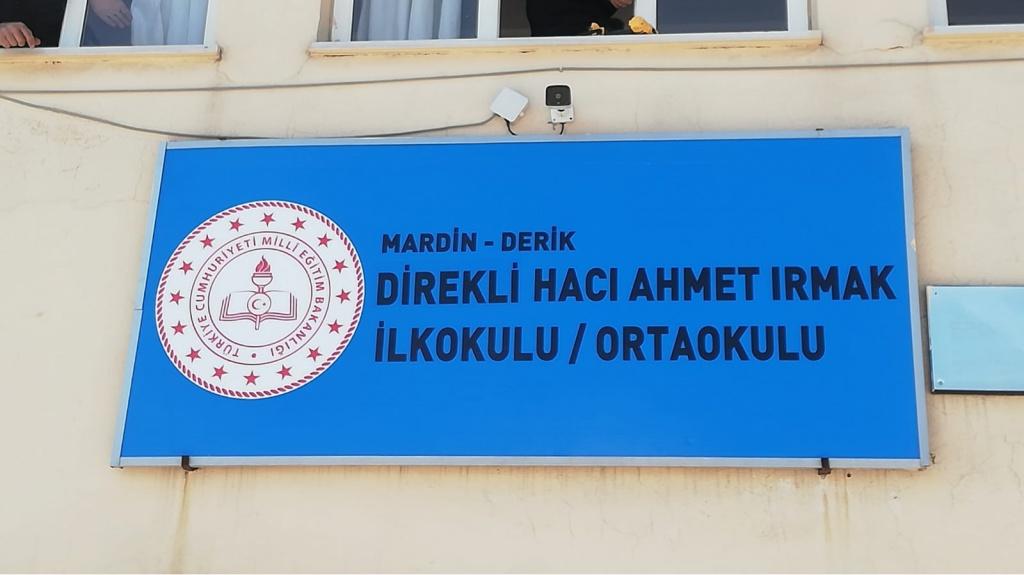 TÜRKİYE CUMHURİYETİ MİLLİ EĞİTİM BAKANLIĞI
MARDİN - DERİK
DİREKLİ HACI AHMET IRMAK
İLKOKULU / ORTAOKULU